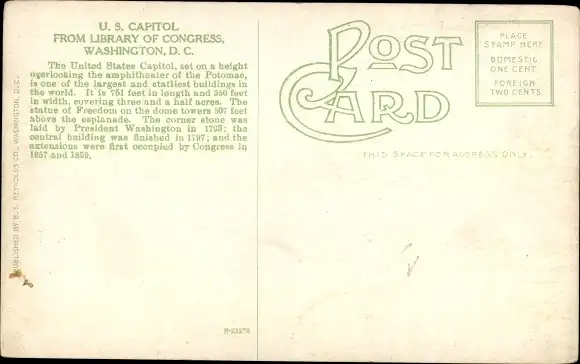 U. S. CAPITOL
FROM LIBRARY OF CONGRESS,
WASHINGTON, D. C.
The United States Capitol, set on a height
overlooking the amphitheater of the Potomac,
is one of the largest and statliest buildings in
the world. It is 751 feet in length and 350 feet
in width, covering three and a half acres. The
statue of Freedom on the dome towers 307 feet
above the esplanade. The corner stone was
laid by President Washington in 1793; the
central building was finished in 1797; and the
extensions were first occupied by Congress in
1857 and 1859.
PUBLISHED BY B. S. REYNOLDS CO., WASHINGTON, D. C.
POST
CARD
PLACE
STAMP HERE
DOMESTIC
ONE CENT
FOREIGN
TWO CENTS
THIS SPACE FOR ADDRESS ONLY.